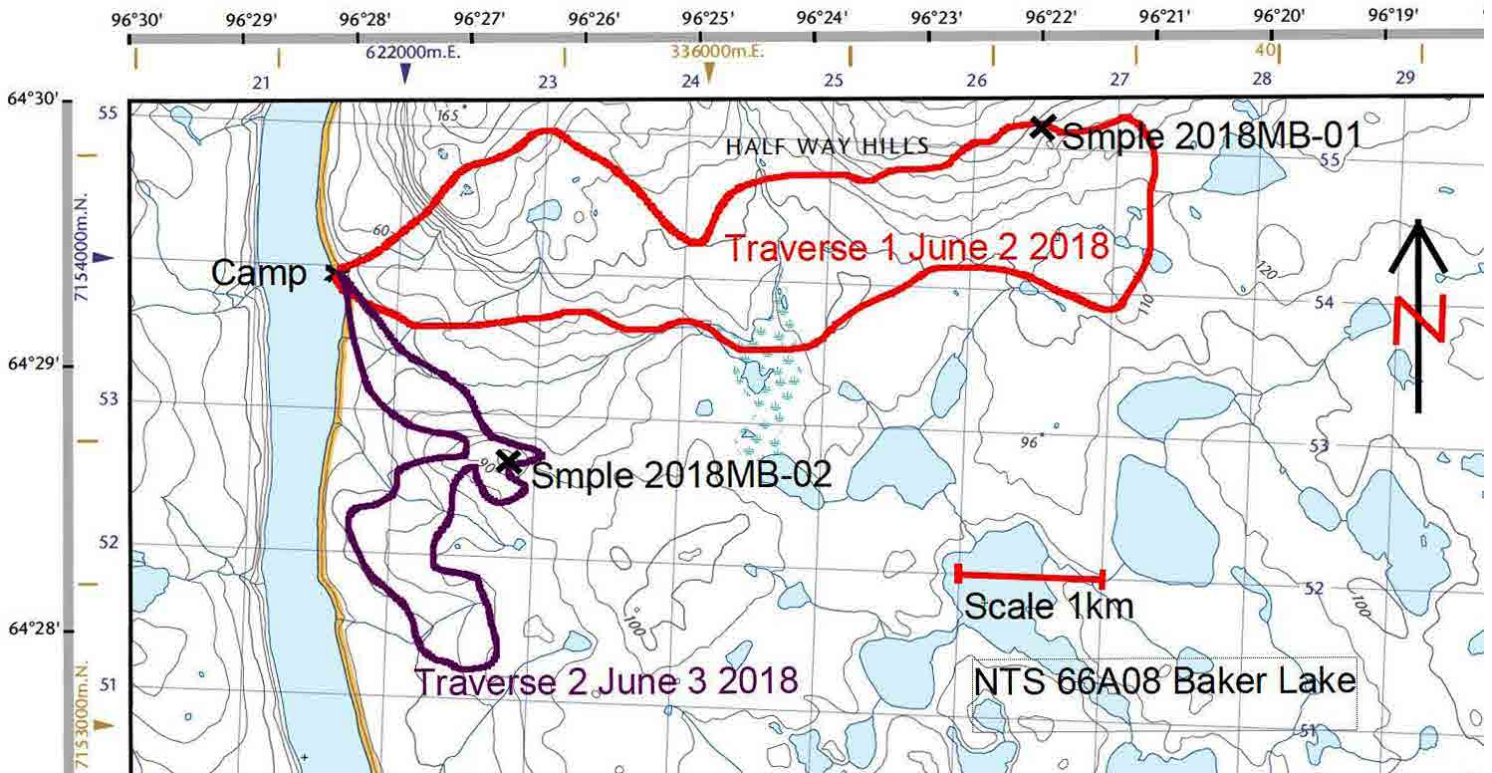 96°30' 96°29' 96°28' 96°27' 96°26' 96°25' 96°24' 96°23' 96°22' 96°21' 96°20' 96°19'
622000m.E. 336000m.E. 40
21 23 24 25 26 27 28 29
64°30'
55
165
HALF WAY HILLS
Smple 2018MB-01
55
60
7154000m.N.
Traverse 1 June 2 2018
120
Camp
110
54
N
64°29'
53
96
53
90
Smple 2018MB-02
52
52
Scale 1km
100
100
64°28'
Traverse 2 June 3 2018
NTS 66A08 Baker Lake
51
51
7153000m.N.